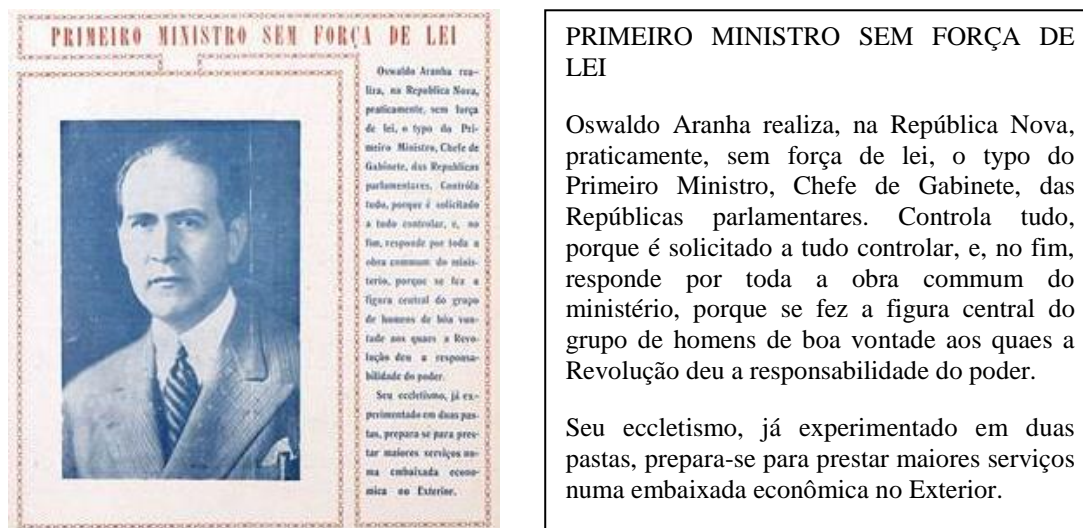 PRIMEIRO MINISTRO SEM FORÇA DE LEI
Oswaldo Aranha rea-
liza, na Republica Nova,
praticamente, sem força
de lei, o typo do Pri-
meiro Ministro, Chefe de
Gabinete, das Republicas
parlamentares. Contróla
tudo, porque é solicitado
a tudo controlar, e, no
fim, responde por toda a
obra commum do minis-
terio, porque se fez a
figura central do grupo
de homens de bôa von-
tade aos quaes a Revo-
lução deu a responsa-
bilidade do poder.
Seu eccletismo, já ex-
perimentado em duas pas-
tas, prepara-se para pres-
tar maiores serviços nu-
ma embaixada econo-
mica no Exterior.
PRIMEIRO MINISTRO SEM FORÇA DE
LEI
Oswaldo Aranha realiza, na República Nova,
praticamente, sem força de lei, o typo do
Primeiro Ministro, Chefe de Gabinete, das
Repúblicas parlamentares. Controla tudo,
porque é solicitado a tudo controlar, e, no fim,
responde por toda a obra commum do
ministério, porque se fez a figura central do
grupo de homens de boa vontade aos quaes a
Revolução deu a responsabilidade do poder.
Seu eccletismo, já experimentado em duas
pastas, prepara-se para prestar maiores serviços
numa embaixada econômica no Exterior.